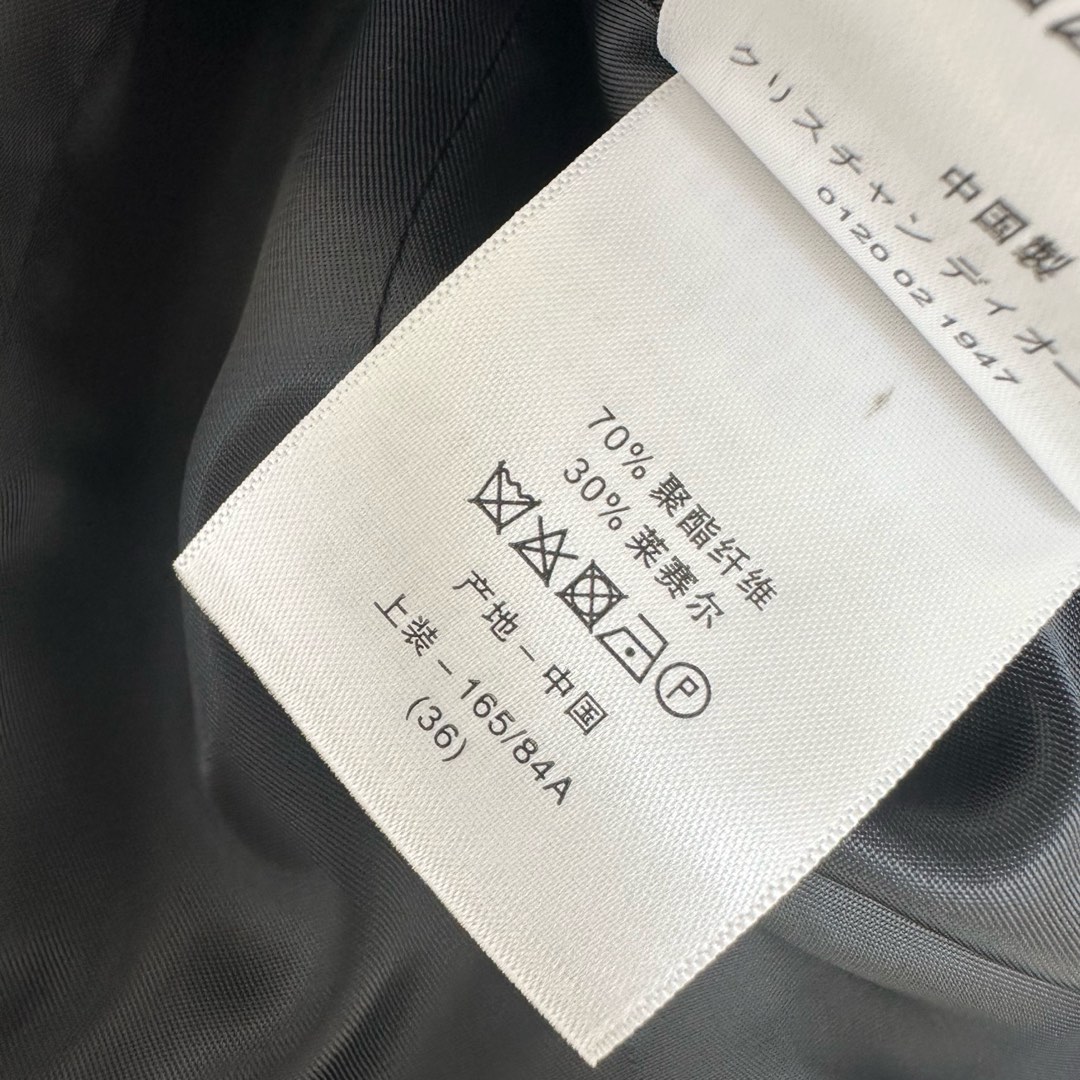 中国製
クリスチャン ディオー
0120 02 1947
70% 聚酯纤维
30% 莱赛尔
P
产地 - 中国
上装 - 165/84A
(36)